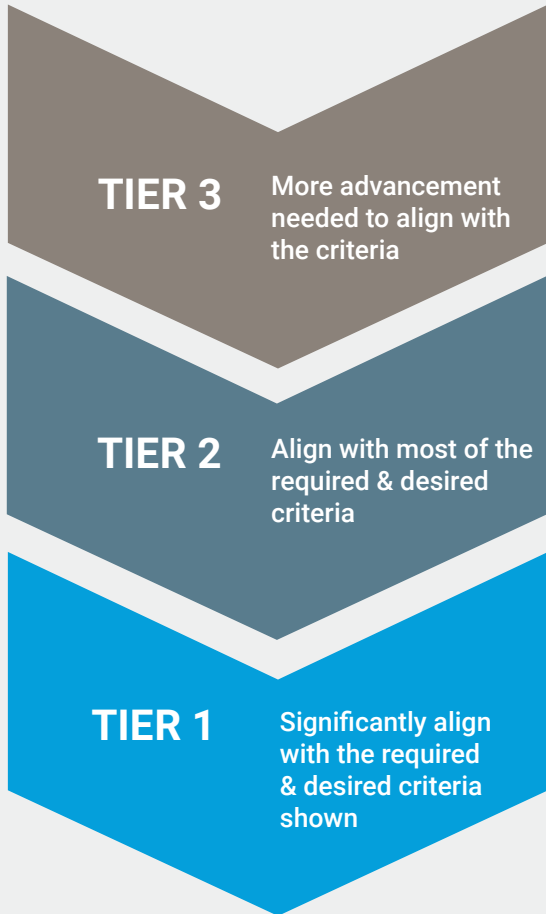 TIER 3
More advancement
needed to align with
the criteria
TIER 2
Align with most of the
required & desired
criteria
TIER 1
Significantly align
with the required
& desired criteria
shown